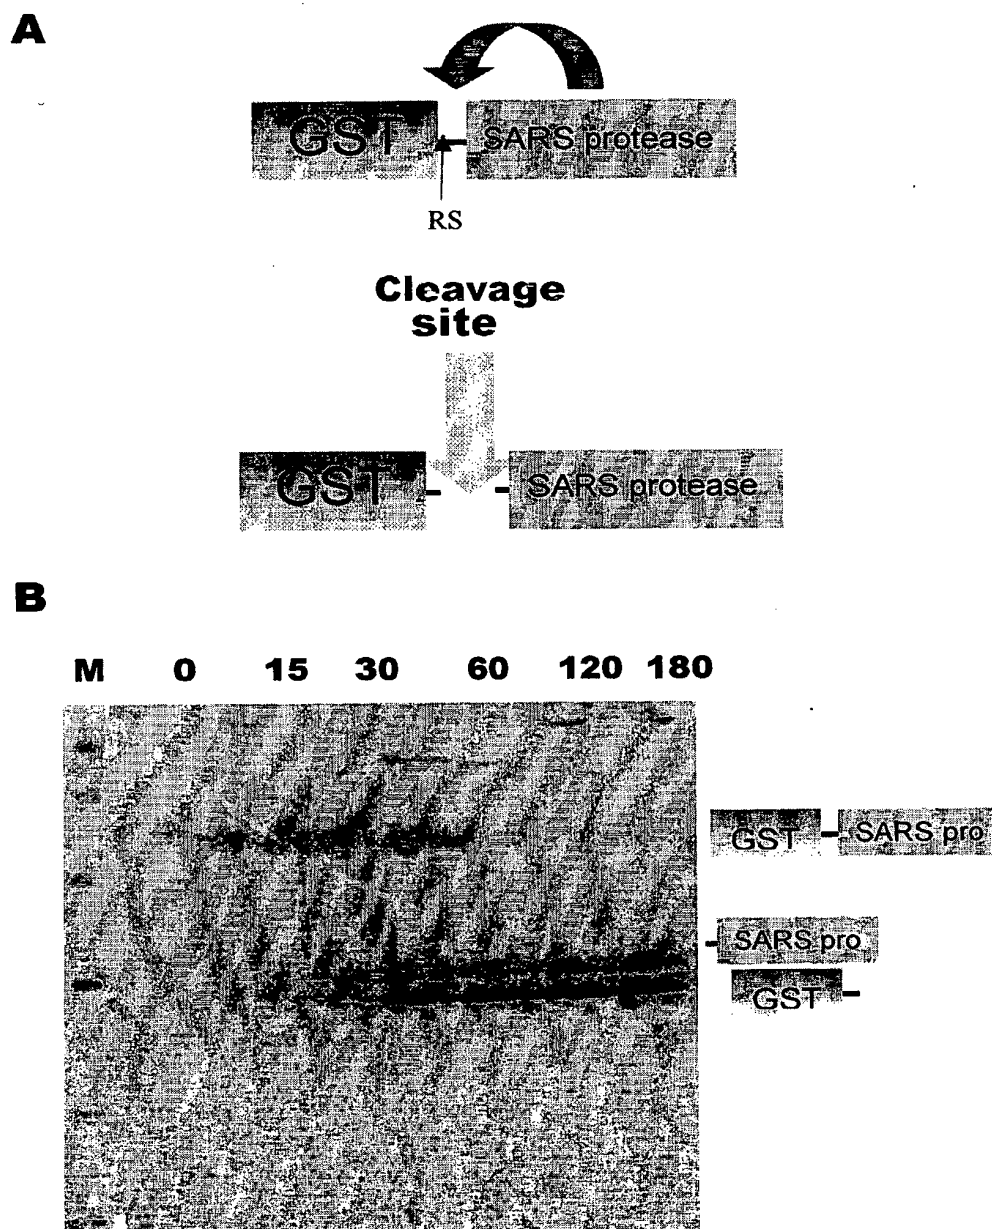 A
GST SARS protease
RS
Cleavage
site
GST SARS protease
B
M 0 15 30 60 120 180
GST SARS pro
SARS pro
GST